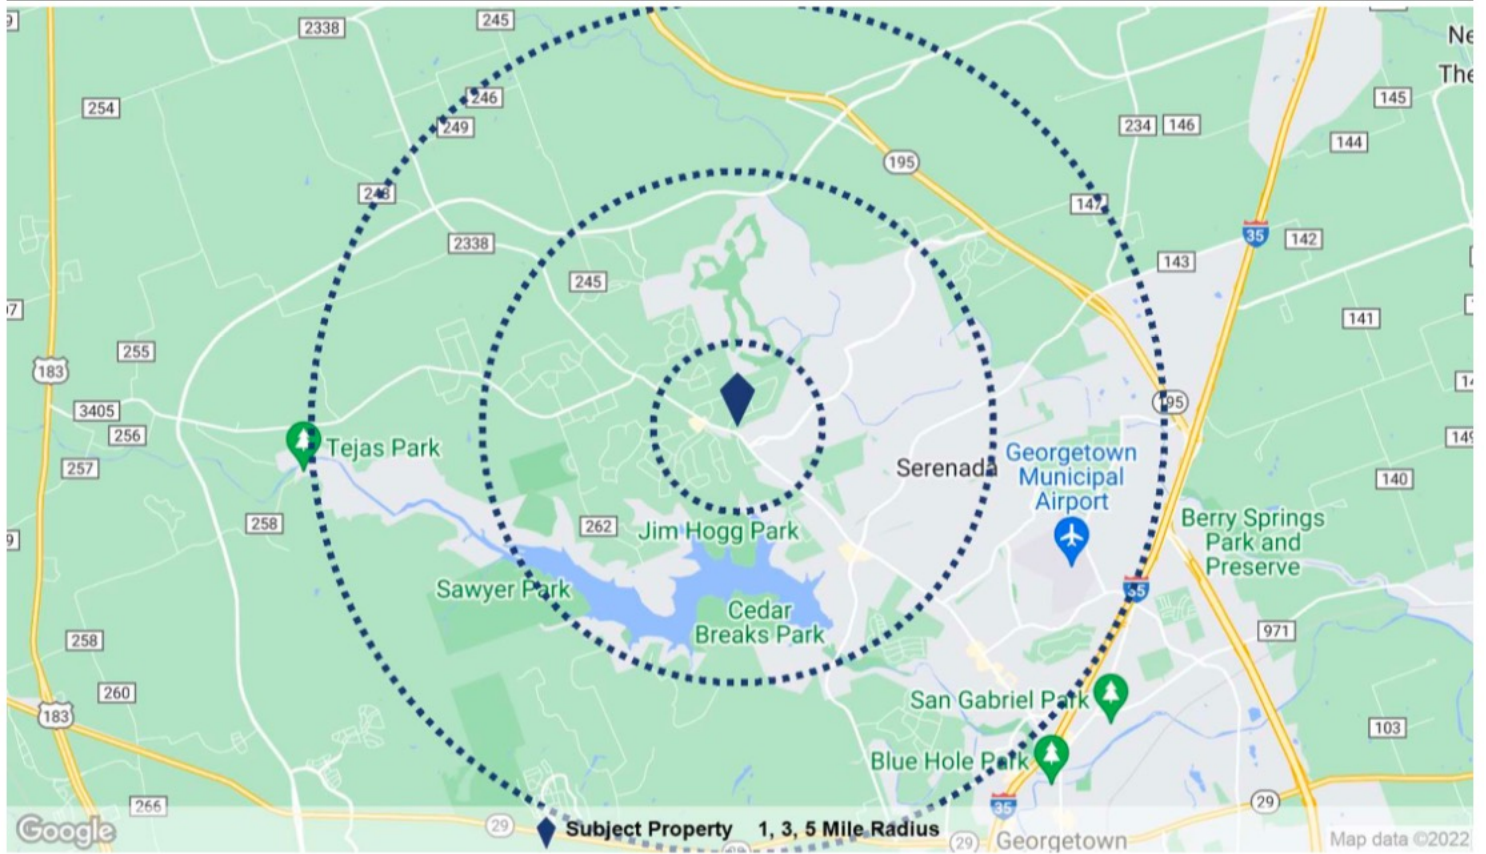 2338
245
Ne
The
254
246
145
249
234
146
144
195
243
147
2338
35
142
143
245
141
255
183
3405
256
195
Tejas Park
257
Serenada
Georgetown
Municipal
Airport
140
258
262
Jim Hogg Park
Berry Springs
Park and
Preserve
Sawyer Park
35
Cedar
Breaks Park
971
258
260
San Gabriel Park
183
103
Blue Hole Park
266
35
29
29
Google
Subject Property 1, 3, 5 Mile Radius
29
Georgetown
Map data ©2022